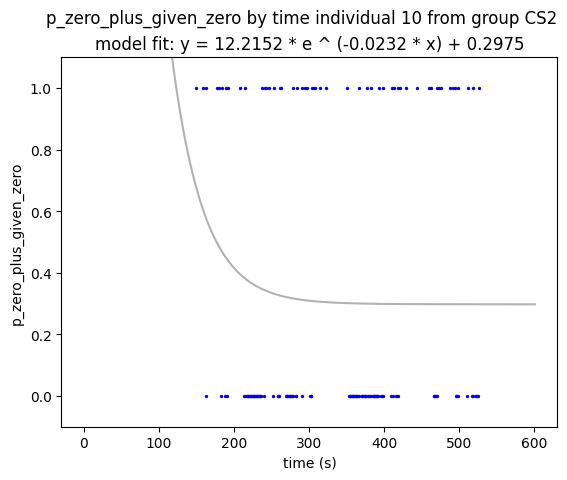 p_zero_plus_given_zero by time individual 10 from group CS2
model fit: y = 12.2152 * e ^ (-0.0232 * x) + 0.2975
1.0
0.8
0.6
0.4
0.2
0.0
p_zero_plus_given_zero
0 100 200 300 400 500 600
time (s)